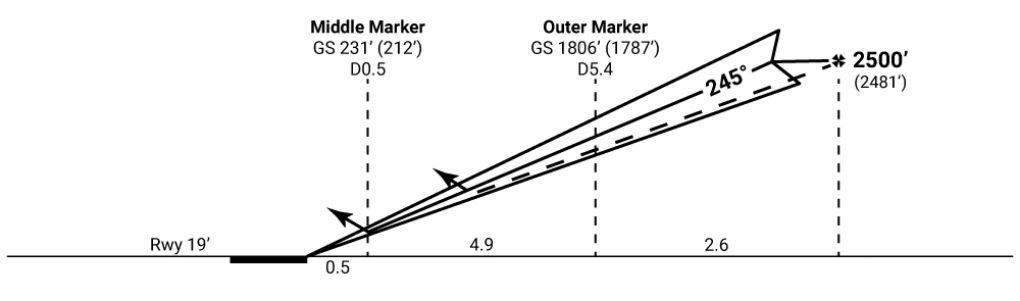 Middle Marker
GS 231’ (212’)
D0.5
Outer Marker
GS 1806’ (1787’)
D5.4
2500’
(2481’)
245°
Rwy 19’
4.9
2.6
0.5